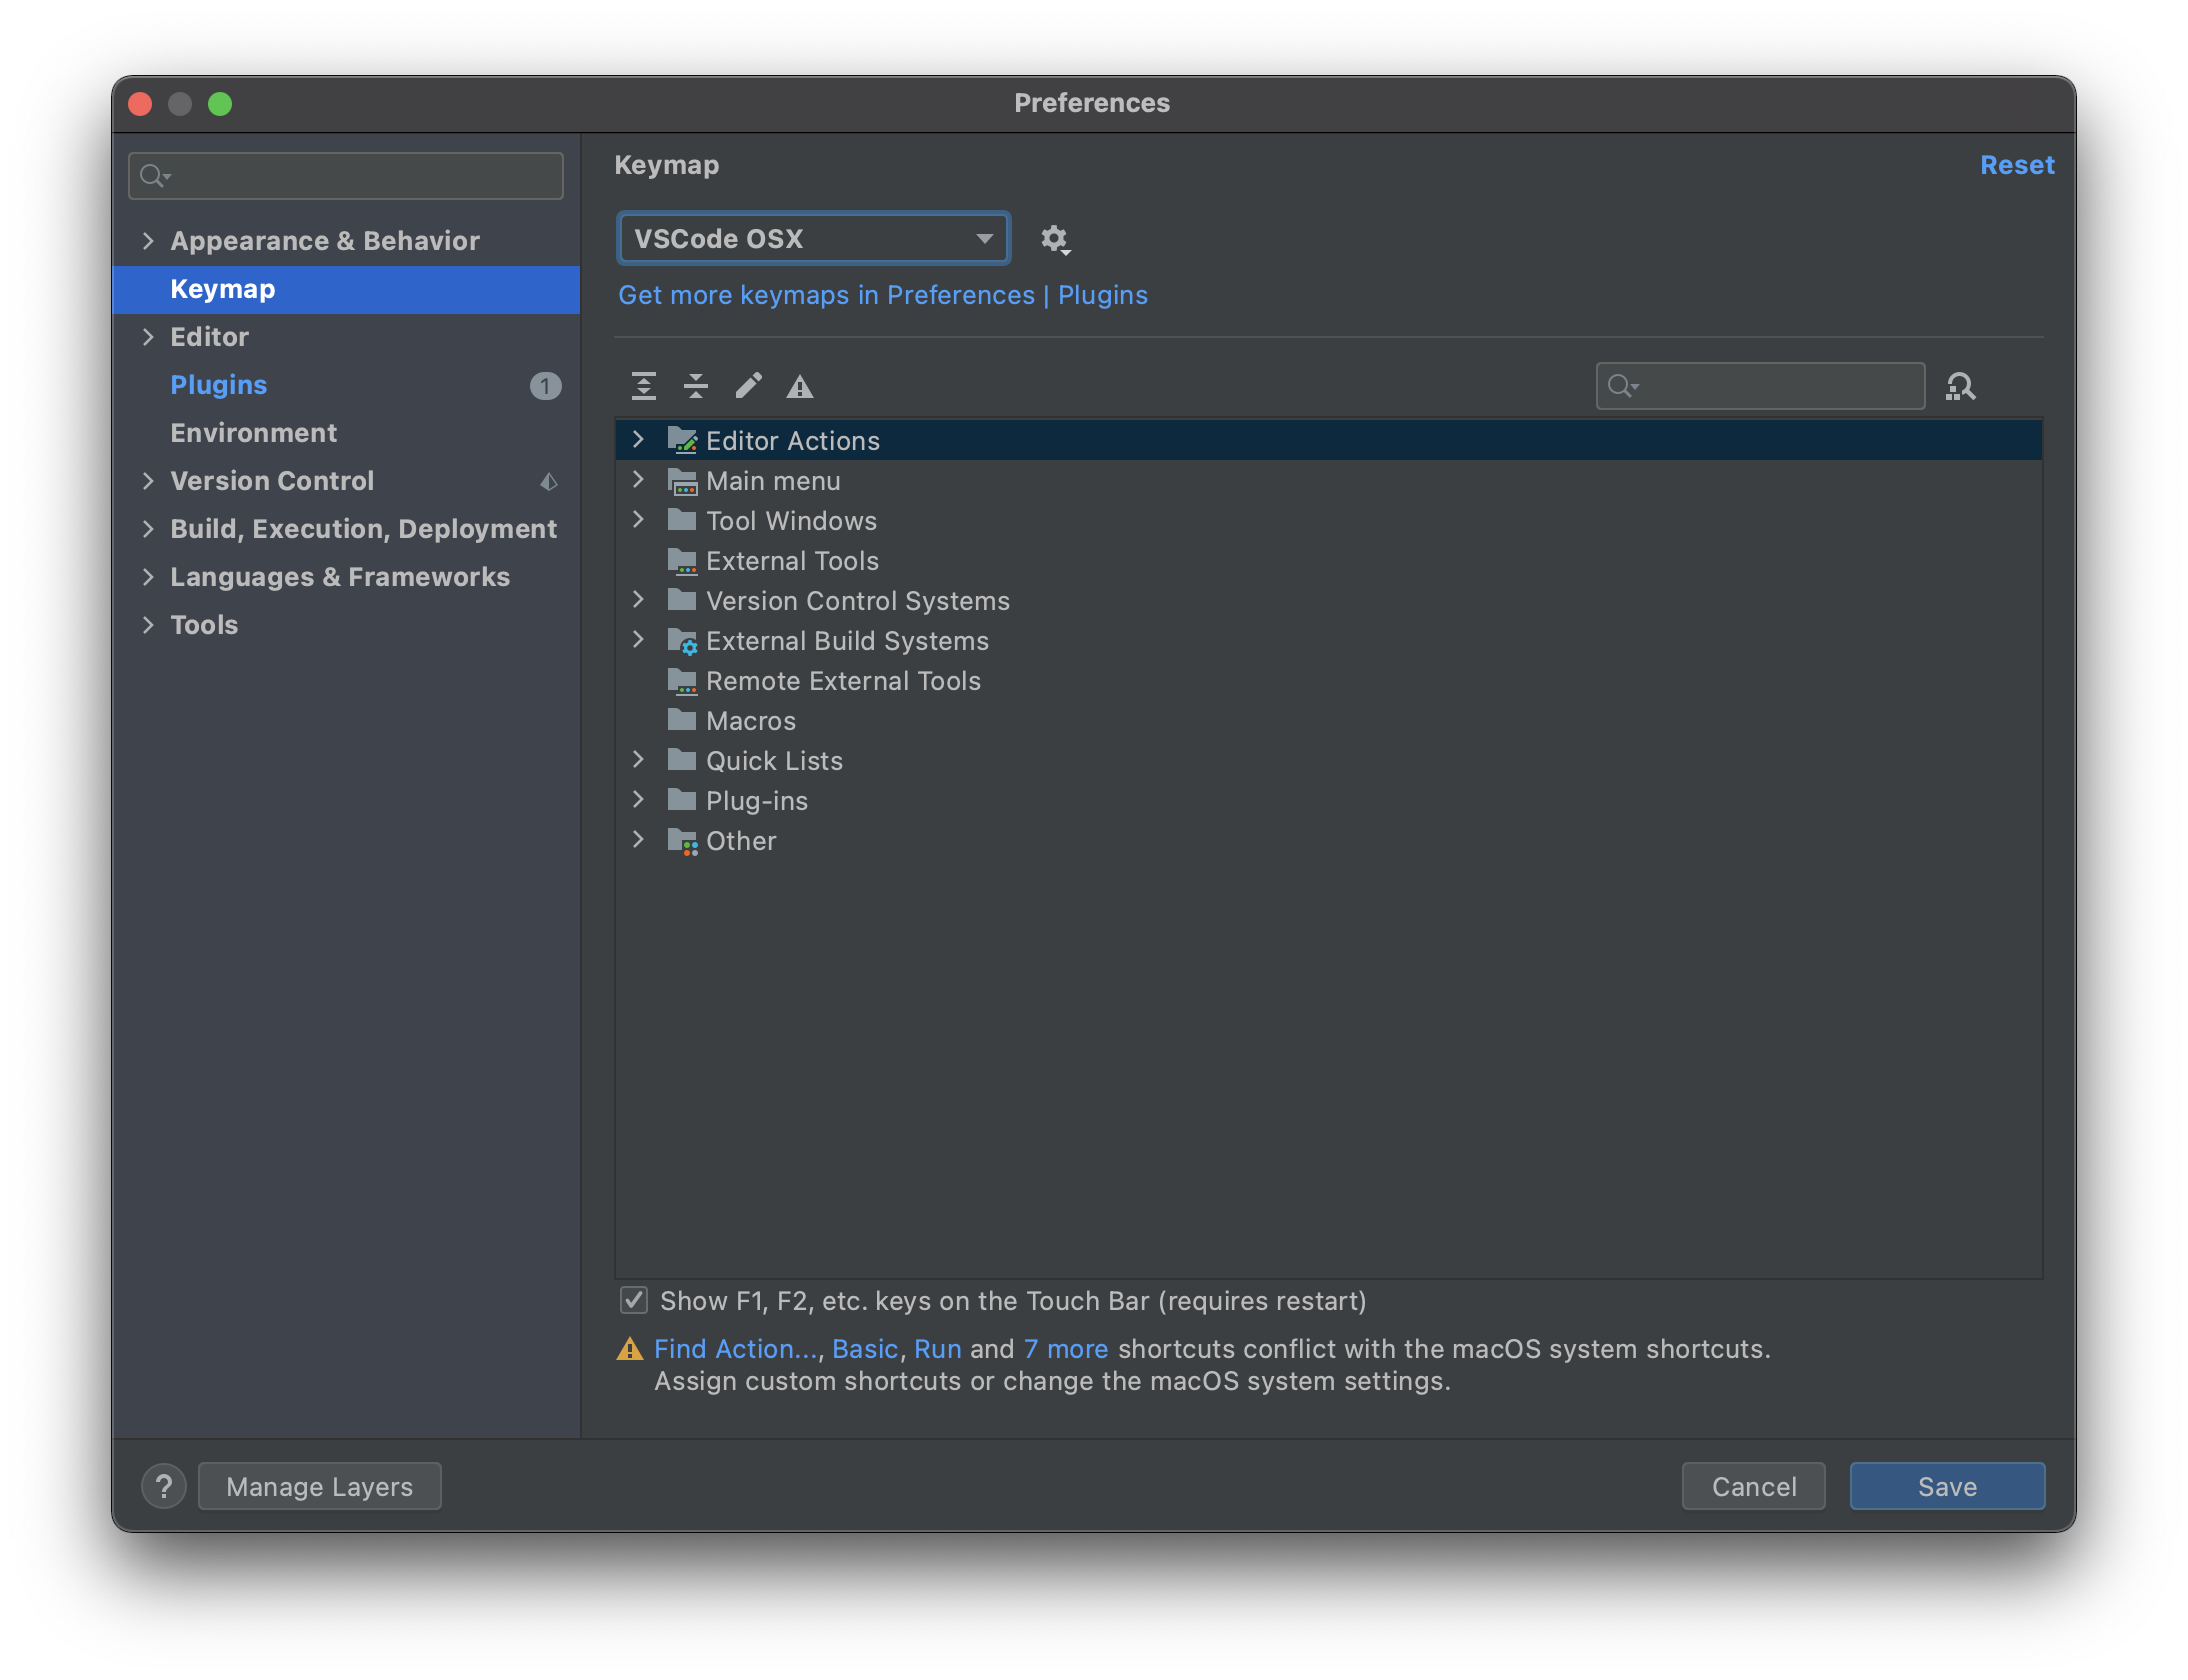 Preferences
Appearance & Behavior
Keymap
Editor
Plugins 1
Environment
Version Control
Build, Execution, Deployment
Languages & Frameworks
Tools
Keymap
Reset
VSCode OSX
Get more keymaps in Preferences | Plugins
Editor Actions
Main menu
Tool Windows
External Tools
Version Control Systems
External Build Systems
Remote External Tools
Macros
Quick Lists
Plug-ins
Other
Show F1, F2, etc. keys on the Touch Bar (requires restart)
Find Action..., Basic, Run and 7 more shortcuts conflict with the macOS system shortcuts.
Assign custom shortcuts or change the macOS system settings.
? Manage Layers
Cancel
Save